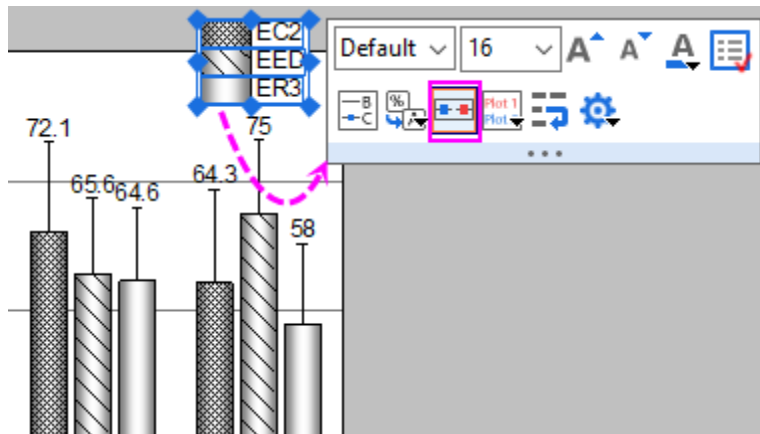 EC2
EED
ER3
Default
16
A A A
B
C
%
A
Plot 1
Plot
72.1
65.6
64.6
64.3
75
58